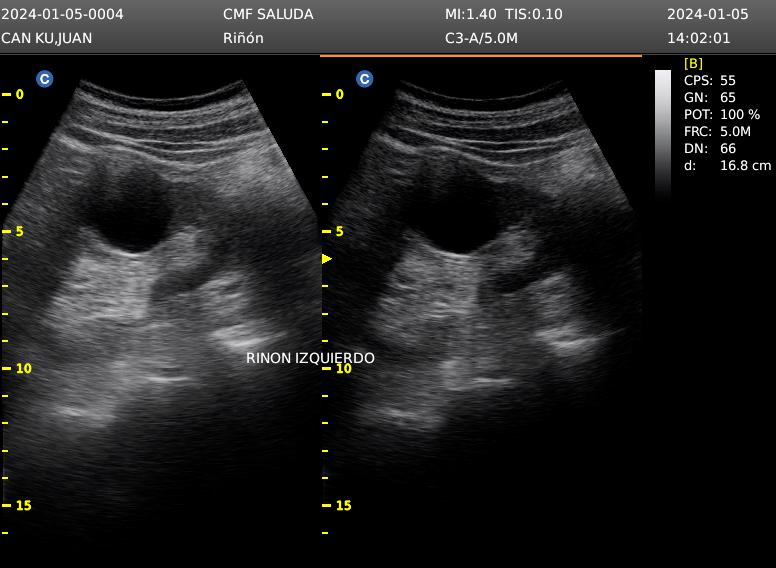 2024-01-05-0004 CMF SALUDA MI:1.40 TIS:0.10 2024-01-05
CAN KU,JUAN Riñón C3-A/5.0M 14:02:01
[B]
CPS: 55
GN: 65
POT: 100 %
FRC: 5.0M
DN: 66
d: 16.8 cm
C C
0 0
5 5
RINON IZQUIERDO
10 10
15 15